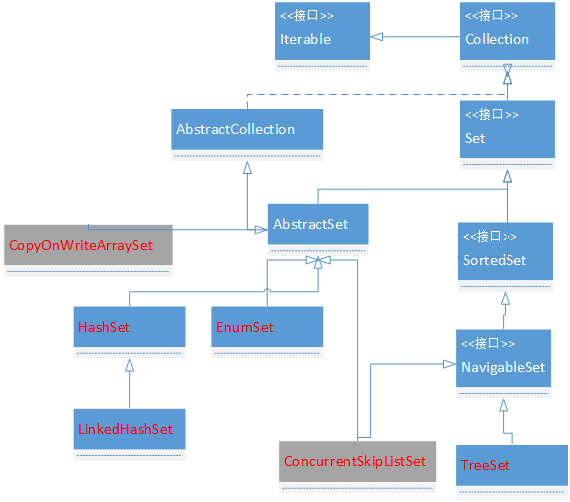 <<接口>>
Iterable
<<接口>>
Collection
AbstractCollection
<<接口>>
Set
AbstractSet
CopyOnWriteArraySet
<<接口>>
SortedSet
HashSet
EnumSet
<<接口>>
NavigableSet
LinkedHashSet
ConcurrentSkipListSet
TreeSet